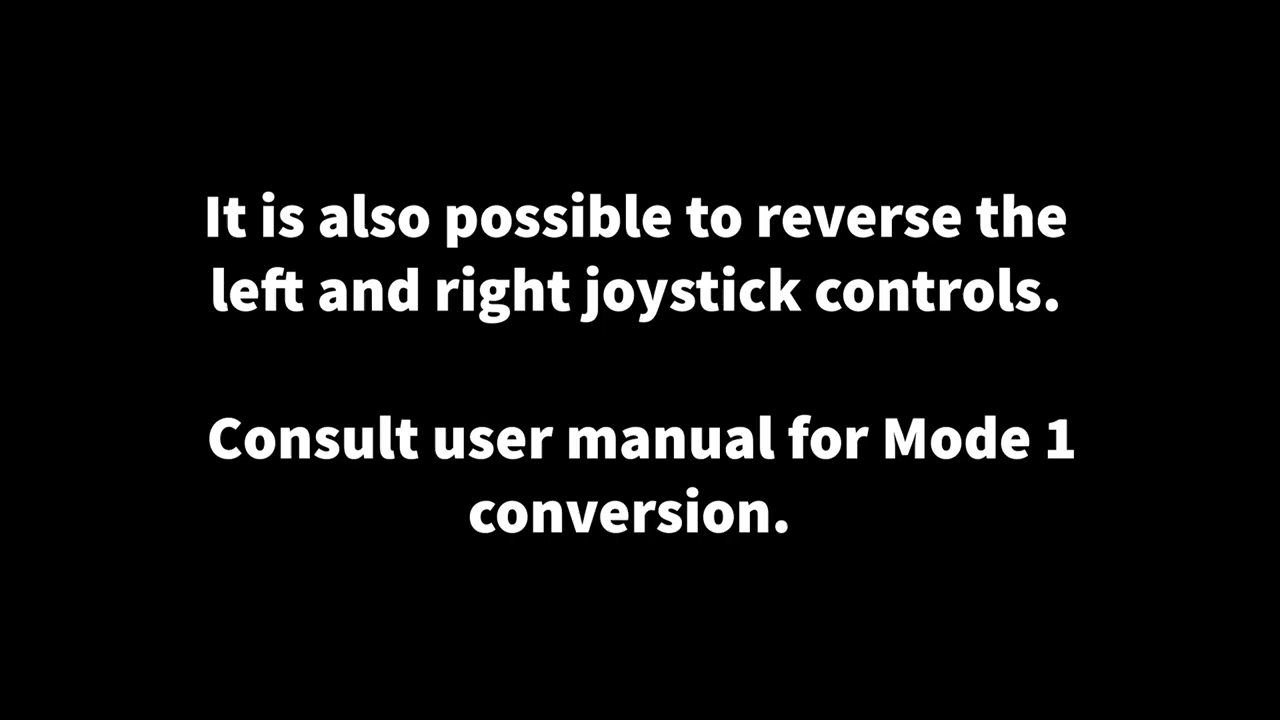 It is also possible to reverse the
left and right joystick controls.
Consult user manual for Mode 1
conversion.